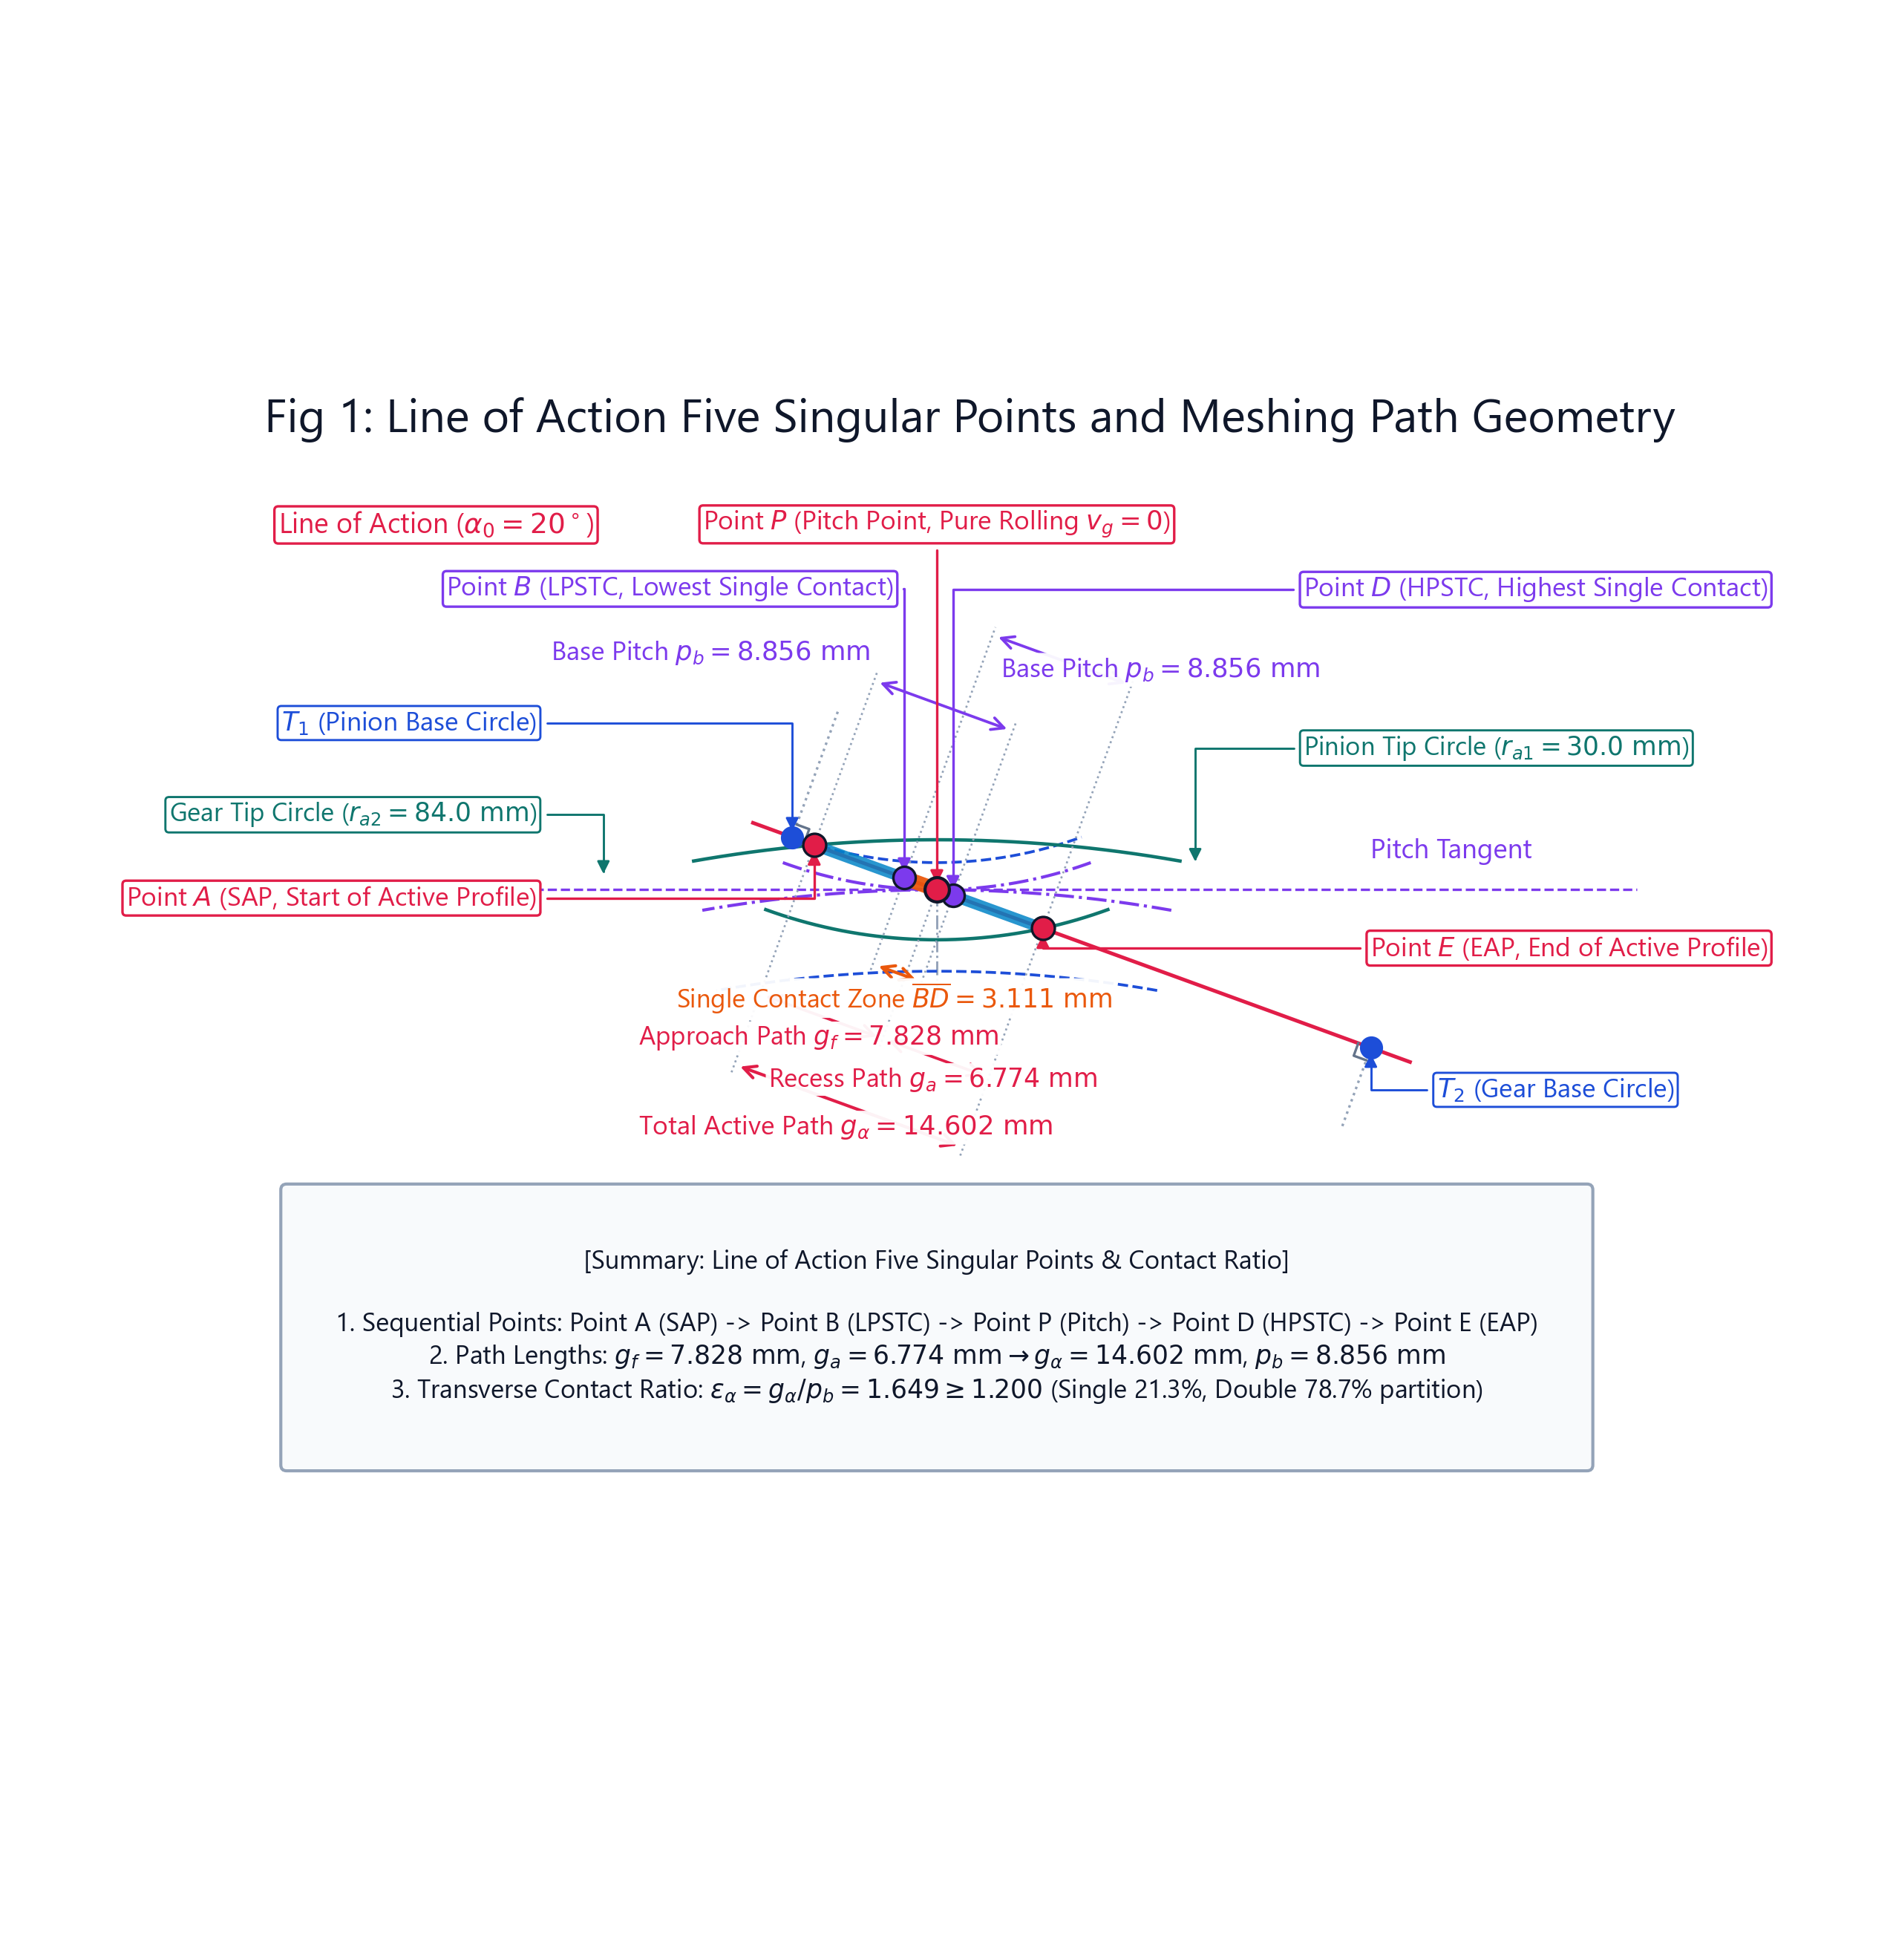 Fig 1: Line of Action Five Singular Points and Meshing Path Geometry
Line of Action (α₀ = 20°)
Point P (Pitch Point, Pure Rolling v_g = 0)
Point B (LPSTC, Lowest Single Contact)
Point D (HPSTC, Highest Single Contact)
Base Pitch p_b = 8.856 mm
Base Pitch p_b = 8.856 mm
T₁ (Pinion Base Circle)
Pinion Tip Circle (r_a1 = 30.0 mm)
Gear Tip Circle (r_a2 = 84.0 mm)
Pitch Tangent
Point A (SAP, Start of Active Profile)
Point E (EAP, End of Active Profile)
Single Contact Zone B̅D̅ = 3.111 mm
Approach Path g_f = 7.828 mm
Recess Path g_a = 6.774 mm
T₂ (Gear Base Circle)
Total Active Path g_α = 14.602 mm
[Summary: Line of Action Five Singular Points & Contact Ratio]
1. Sequential Points: Point A (SAP) -> Point B (LPSTC) -> Point P (Pitch) -> Point D (HPSTC) -> Point E (EAP)
2. Path Lengths: g_f = 7.828 mm, g_a = 6.774 mm → g_α = 14.602 mm, p_b = 8.856 mm
3. Transverse Contact Ratio: ε_α = g_α/p_b = 1.649 ≥ 1.200 (Single 21.3%, Double 78.7% partition)